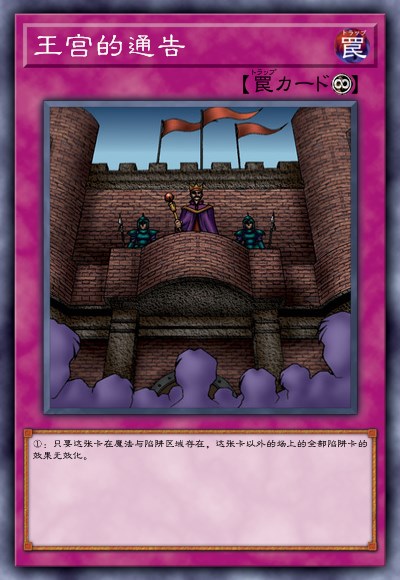 王宫的通告
トラップ
罠
トラップ
【罠カード♾】
①：只要这张卡在魔法与陷阱区域存在，这张卡以外的场上的全部陷阱卡的
效果无效化。